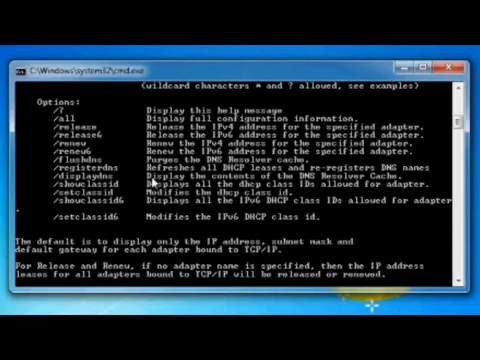 C:\Windows\system32\cmd.exe
(wildcard characters * and ? allowed, see examples)
Options:
/? Display this help message
/all Display full configuration information.
/release Release the IPv4 address for the specified adapter.
/release6 Release the IPv6 address for the specified adapter.
/renew Renew the IPv4 address for the specified adapter.
/renew6 Renew the IPv6 address for the specified adapter.
/flushdns Purges the DNS Resolver cache.
/registerdns Refreshes all DHCP leases and re-registers DNS names
/displaydns Display the contents of the DNS Resolver Cache.
/showclassid Displays all the dhcp class IDs allowed for adapter.
/setclassid Modifies the dhcp class id.
/showclassid6 Displays all the IPv6 DHCP class IDs allowed for adapter
.
/setclassid6 Modifies the IPv6 DHCP class id.
The default is to display only the IP address, subnet mask and
default gateway for each adapter bound to TCP/IP.
For Release and Renew, if no adapter name is specified, then the IP address
leases for all adapters bound to TCP/IP will be released or renewed.